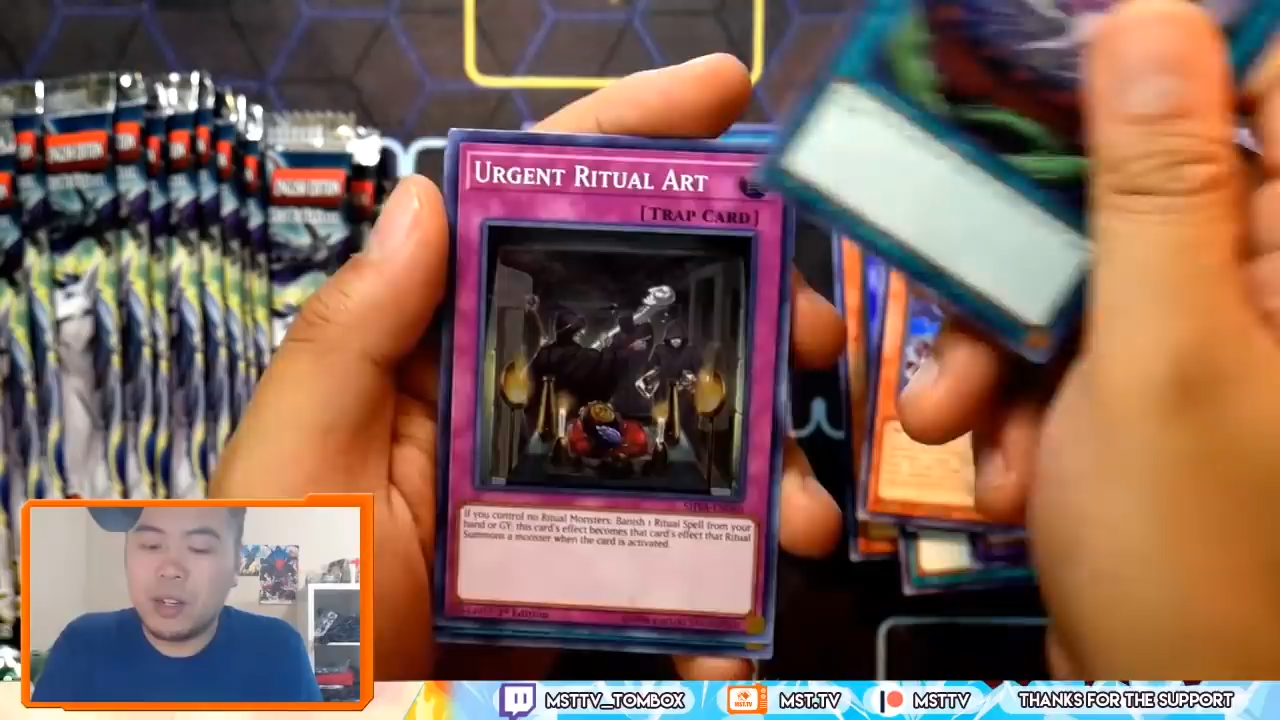 URGENT RITUAL ART
[TRAP CARD]
If you control no Ritual Monsters: Banish 1 Ritual Spell from your
hand or GY; this card's effect becomes that card's effect that Ritual
Summons a monster when the card is activated.
1st Edition
MSTTV_TOMBOX
MST.TV
MST.TV
MSTTV
THANKS FOR THE SUPPORT